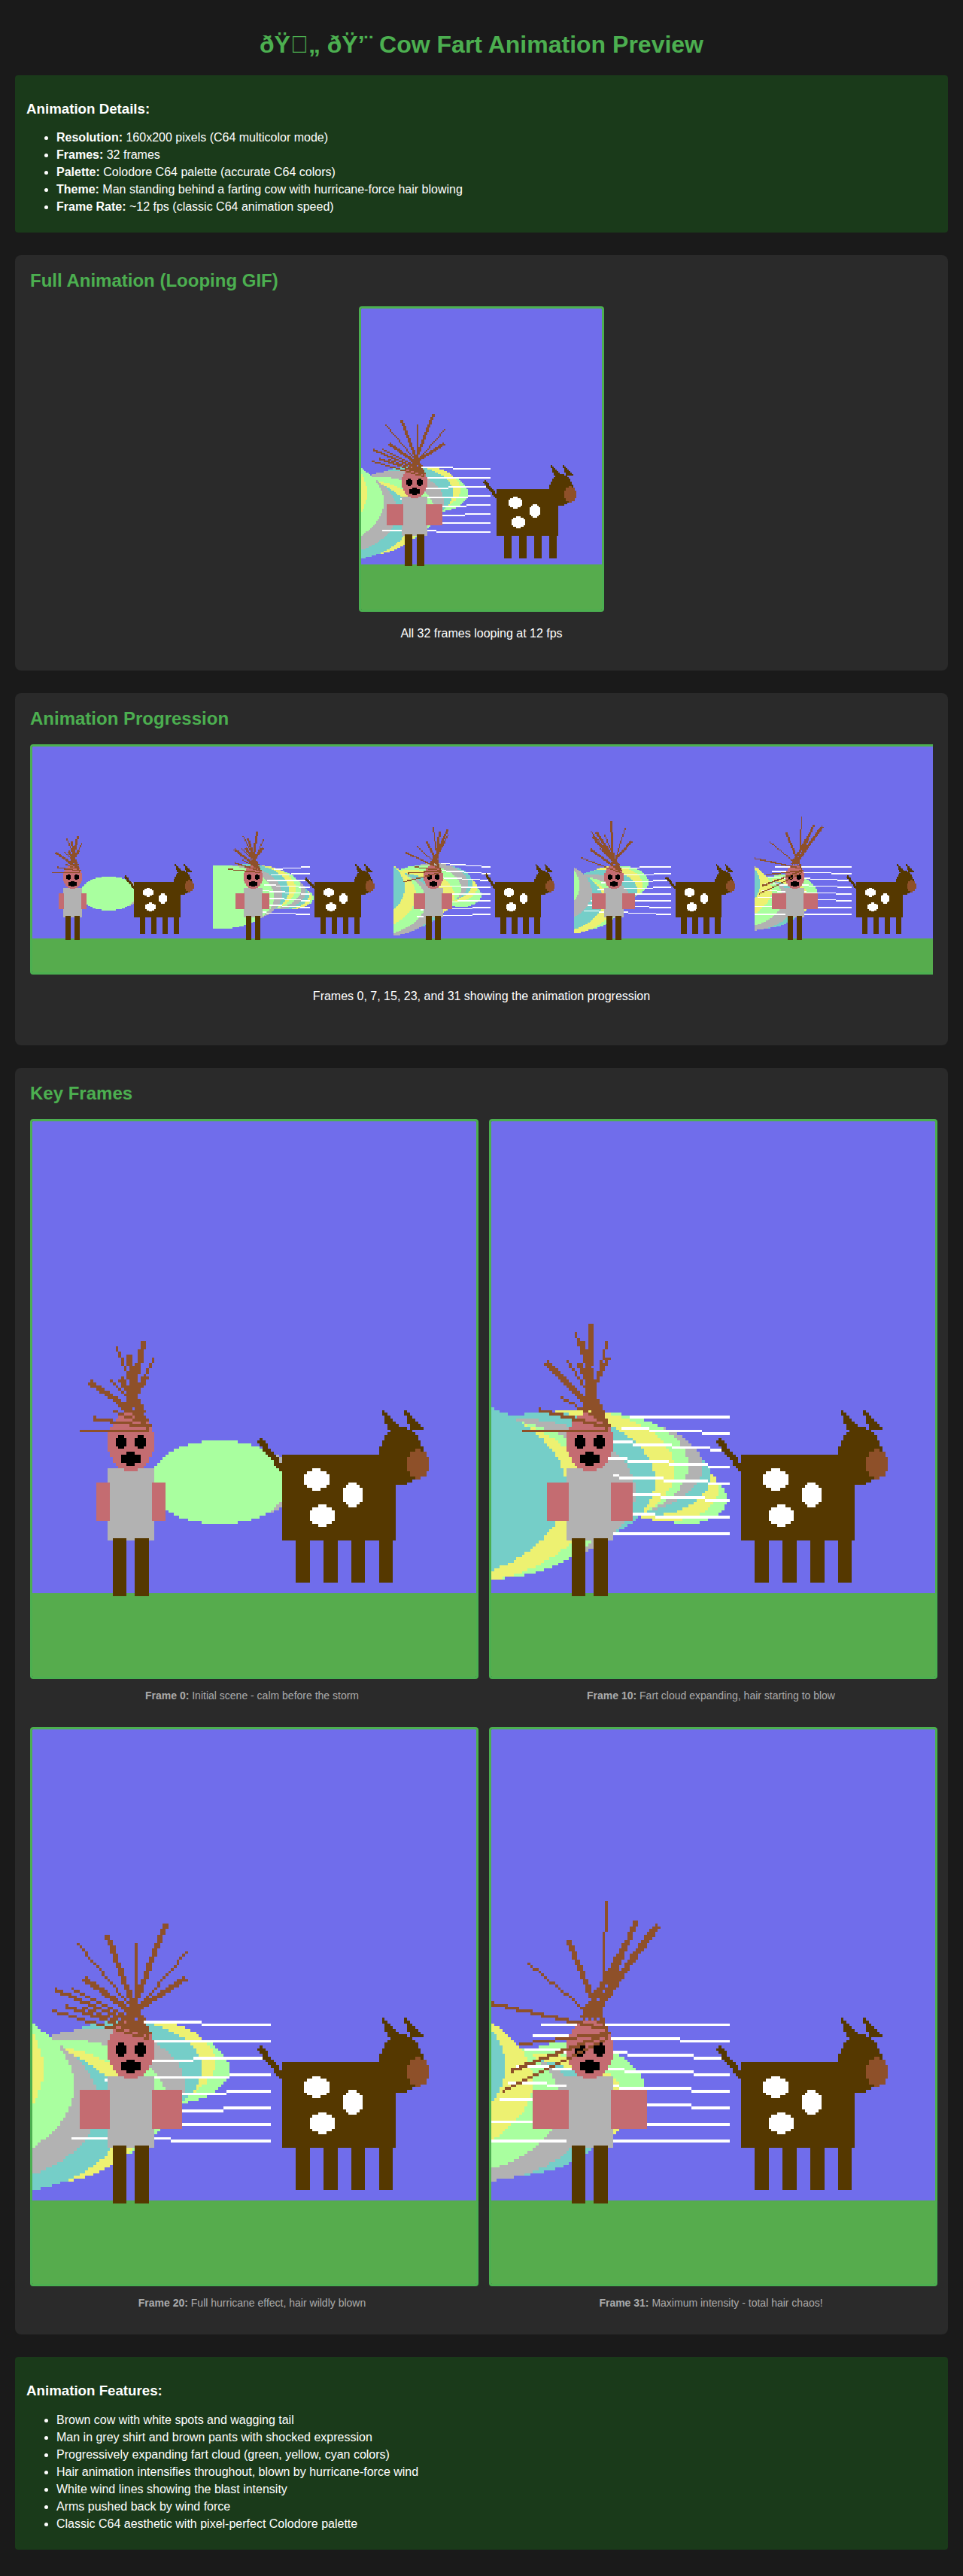 ðŸ„ ðŸ’¨ Cow Fart Animation Preview
Animation Details:
• Resolution: 160x200 pixels (C64 multicolor mode)
• Frames: 32 frames
• Palette: Colodore C64 palette (accurate C64 colors)
• Theme: Man standing behind a farting cow with hurricane-force hair blowing
• Frame Rate: ~12 fps (classic C64 animation speed)
Full Animation (Looping GIF)
All 32 frames looping at 12 fps
Animation Progression
Frames 0, 7, 15, 23, and 31 showing the animation progression
Key Frames
Frame 0: Initial scene - calm before the storm
Frame 10: Fart cloud expanding, hair starting to blow
Frame 20: Full hurricane effect, hair wildly blown
Frame 31: Maximum intensity - total hair chaos!
Animation Features:
• Brown cow with white spots and wagging tail
• Man in grey shirt and brown pants with shocked expression
• Progressively expanding fart cloud (green, yellow, cyan colors)
• Hair animation intensifies throughout, blown by hurricane-force wind
• White wind lines showing the blast intensity
• Arms pushed back by wind force
• Classic C64 aesthetic with pixel-perfect Colodore palette